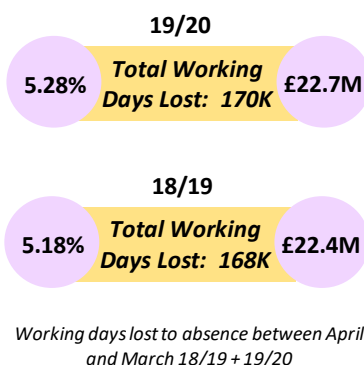 19/20
5.28%
Total Working
Days Lost:  170K
£22.7M
18/19
5.18%
Total Working
Days Lost:  168K
£22.4M
Working days lost to absence between April
and March 18/19 + 19/20